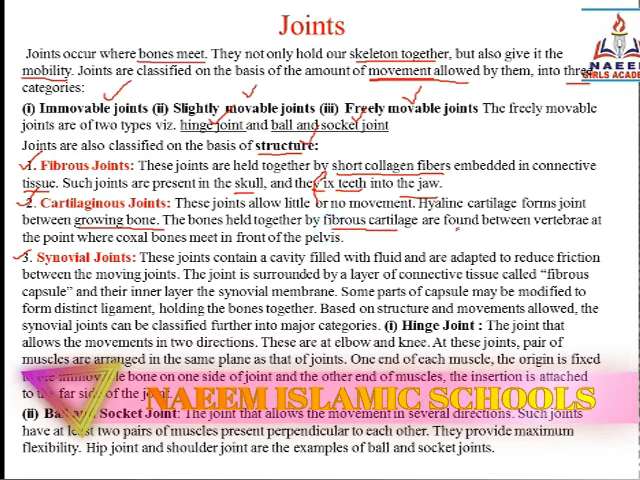 Joints
Joints occur where bones meet. They not only hold our skeleton together, but also give it the
mobility. Joints are classified on the basis of the amount of movement allowed by them, into three
categories:
(i) Immovable joints (ii) Slightly movable joints (iii) Freely movable joints The freely movable
joints are of two types viz. hinge joint and ball and socket joint
Joints are also classified on the basis of structure:
1. Fibrous Joints: These joints are held together by short collagen fibers embedded in connective
tissue. Such joints are present in the skull, and they ix teeth into the jaw.
2. Cartilaginous Joints: These joints allow little or no movement. Hyaline cartilage forms joint
between growing bone. The bones held together by fibrous cartilage are found between vertebrae at
the point where coxal bones meet in front of the pelvis.
3. Synovial Joints: These joints contain a cavity filled with fluid and are adapted to reduce friction
between the moving joints. The joint is surrounded by a layer of connective tissue called "fibrous
capsule" and their inner layer the synovial membrane. Some parts of capsule may be modified to
form distinct ligament, holding the bones together. Based on structure and movements allowed, the
synovial joints can be classified further into major categories. (i) Hinge Joint : The joint that
allows the movements in two directions. These are at elbow and knee. At these joints, pair of
muscles are arranged in the same plane as that of joints. One end of each muscle, the origin is fixed
to the immovable bone on one side of joint and the other end of muscles, the insertion is attached
to the far side of the joint.
(ii) Ball Socket Joint: The joint that allows the movement in several directions. Such joints
have at least two pairs of muscles present perpendicular to each other. They provide maximum
flexibility. Hip joint and shoulder joint are the examples of ball and socket joints.
NAEEM ISLAMIC SCHOOLS
NAEE
GIRLS ACADE